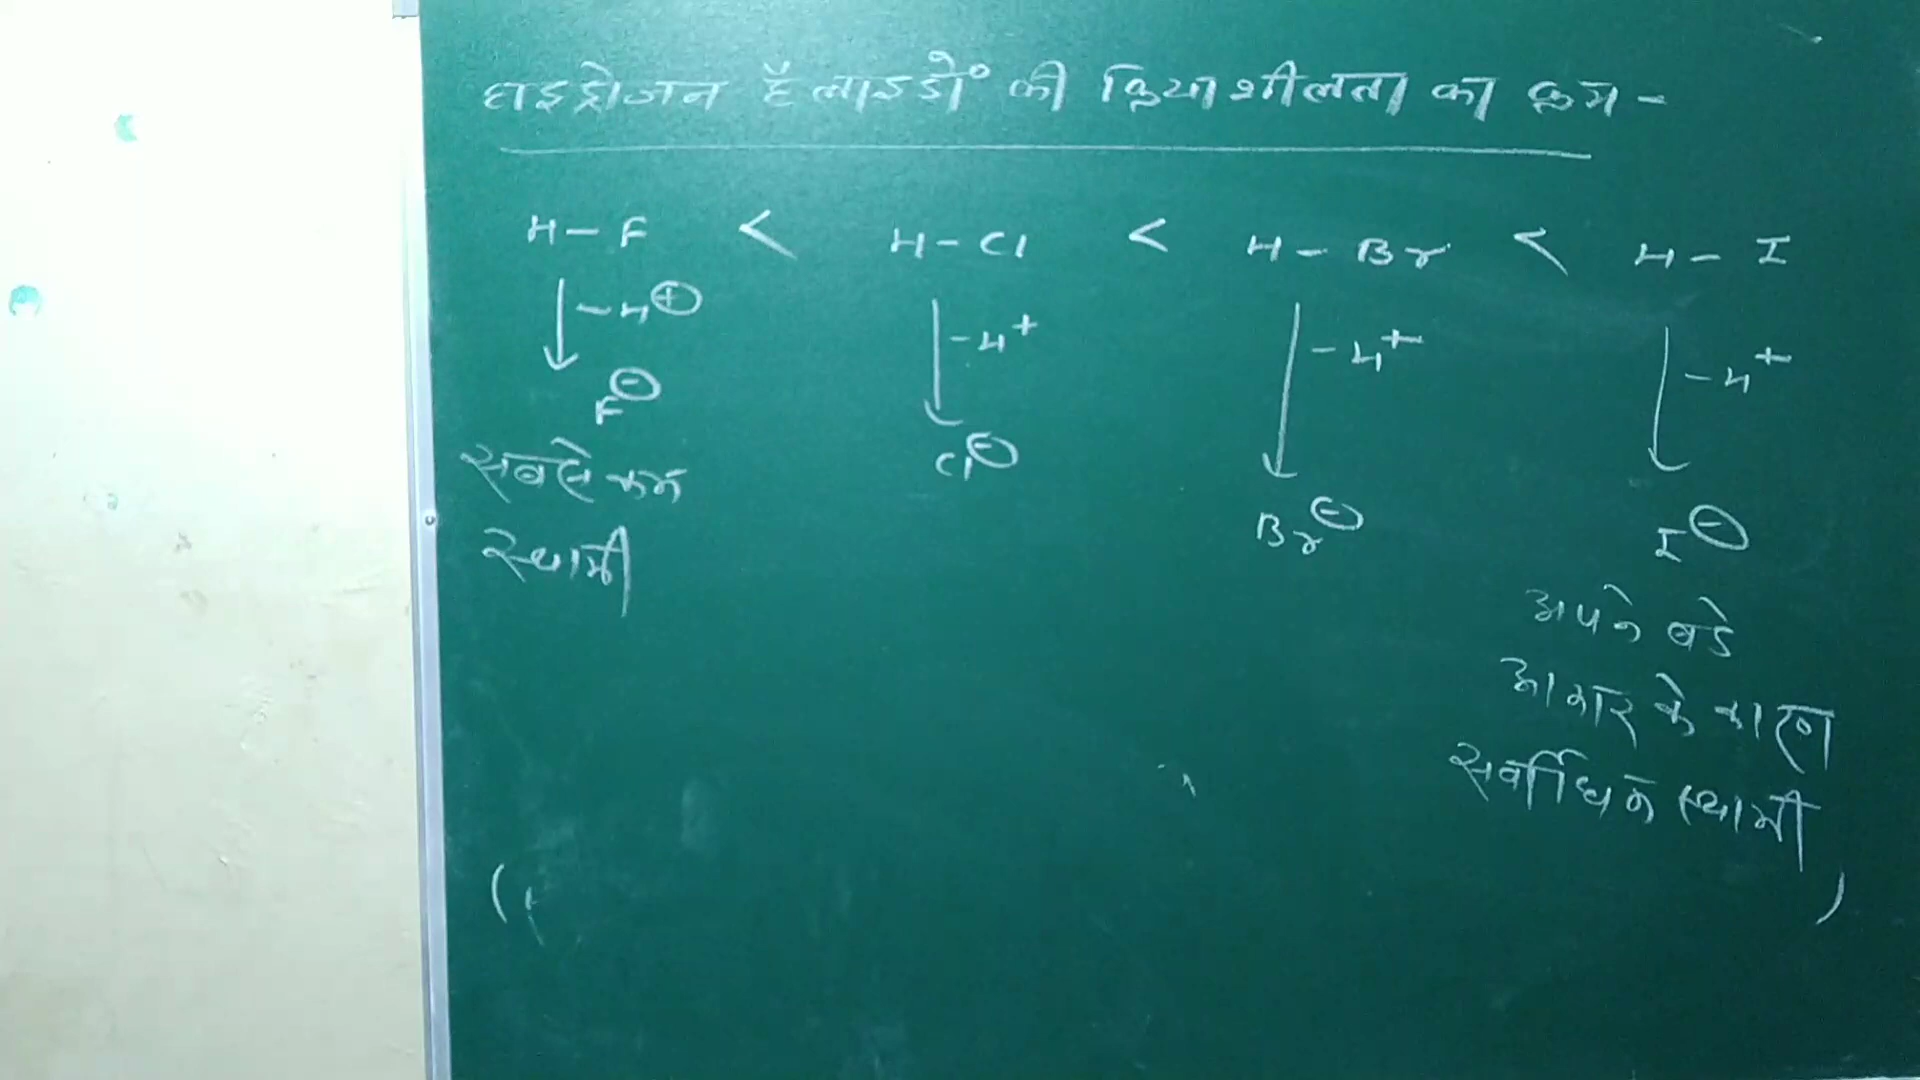 हाइड्रोजन हैलाइडों की क्रियाशीलता का क्रम -
H-F < H-Cl < H-Br < H-I
-H⊕ -H⁺ -H⁺ -H⁺
F⊖ Cl⊖ Br⊖ I⊖
सबसे कम
स्थायी
अपने बडे
आकार के कारण
सर्वाधिक स्थायी
( )